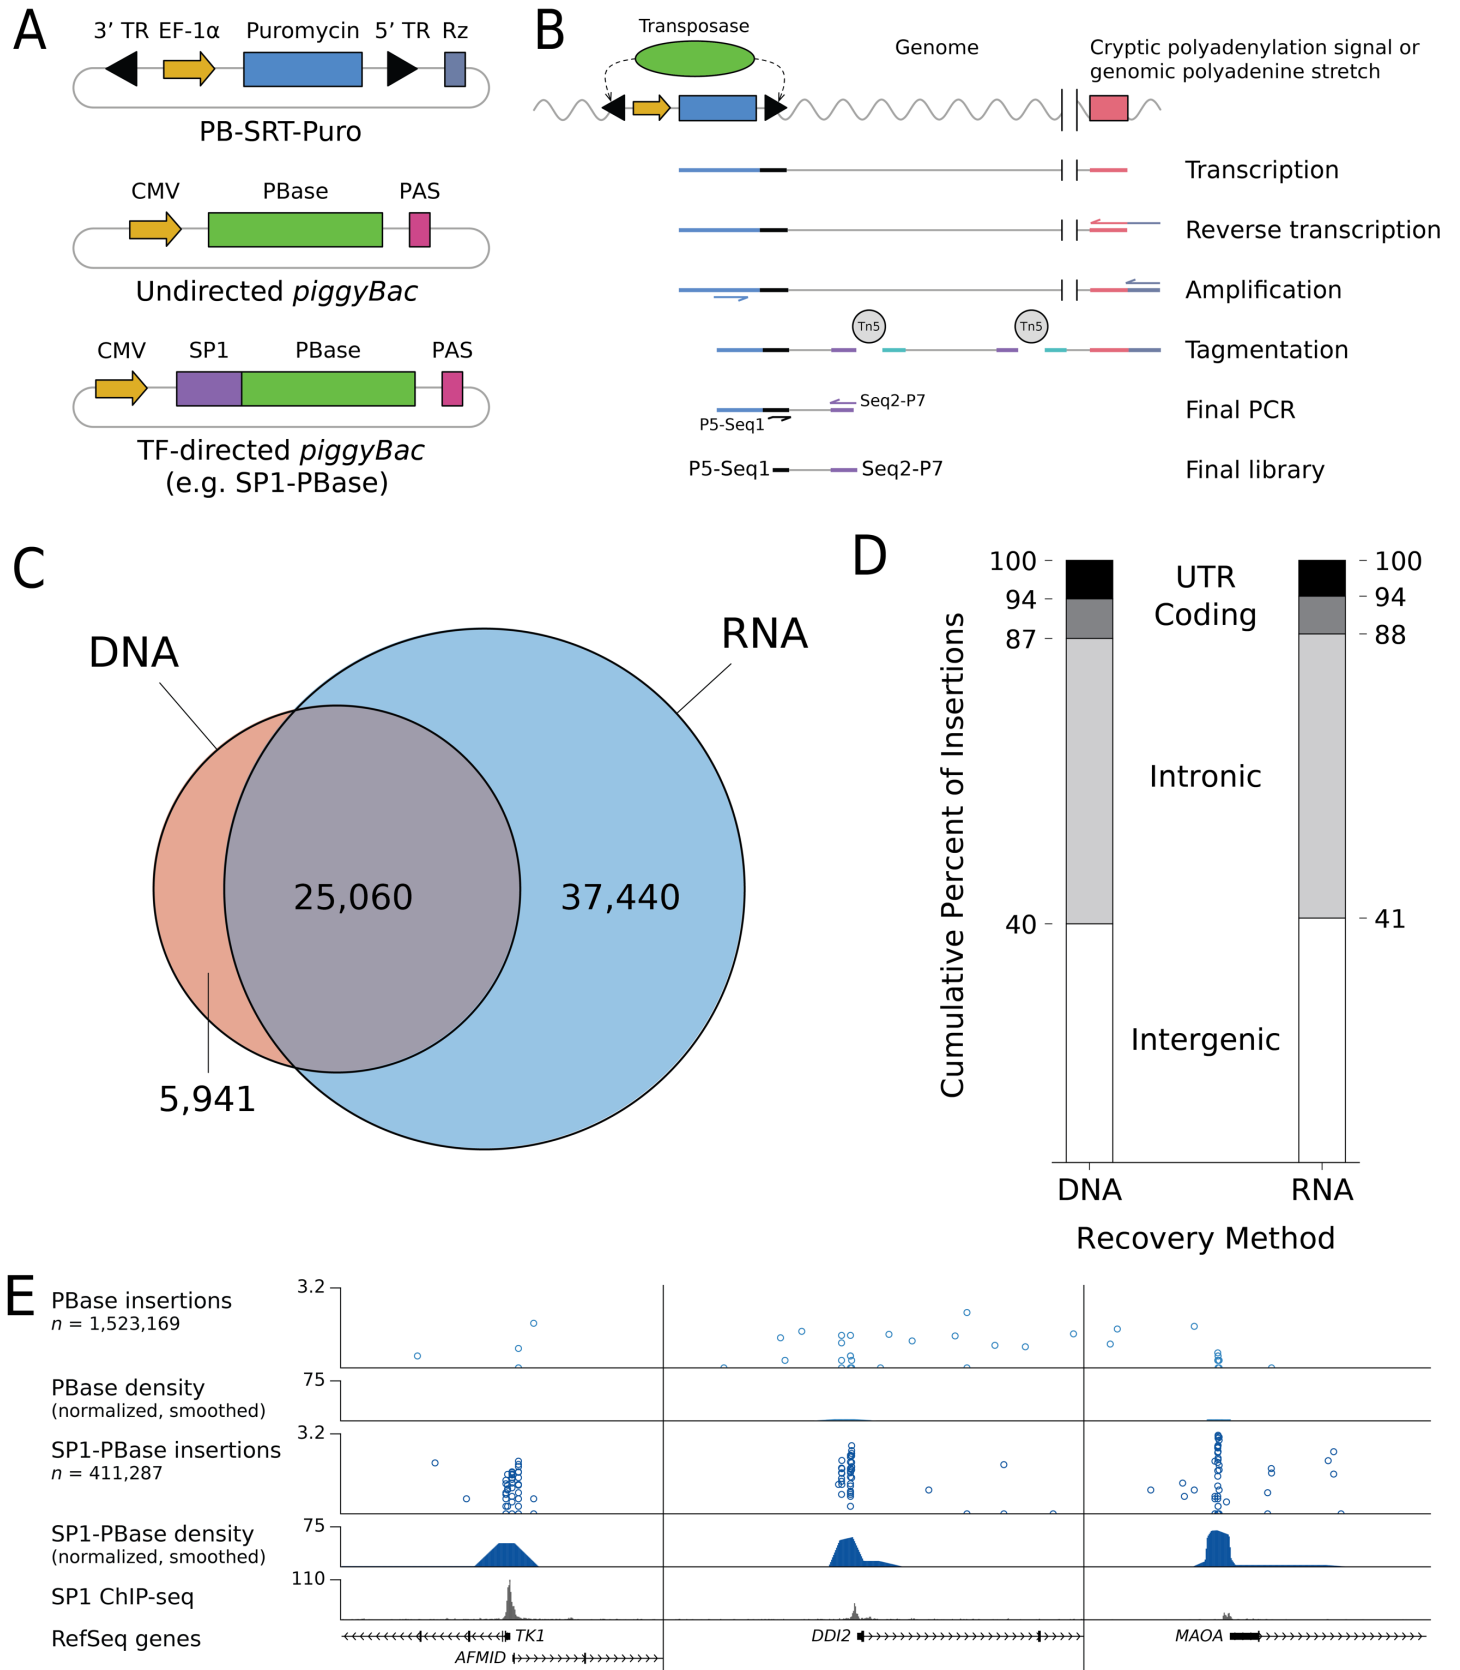 A
3’ TR EF-1α Puromycin 5’ TR Rz
PB-SRT-Puro
CMV PBase PAS
Undirected piggyBac
CMV SP1 PBase PAS
TF-directed piggyBac
(e.g. SP1-PBase)
B
Transposase
Genome
Cryptic polyadenylation signal or
genomic polyadenine stretch
Transcription
Reverse transcription
Amplification
Tn5 Tn5
Tagmentation
Seq2-P7
P5-Seq1
Final PCR
P5-Seq1 Seq2-P7
Final library
C
DNA
RNA
25,060
37,440
5,941
D
Cumulative Percent of Insertions
100
94
87
40
UTR
Coding
Intronic
Intergenic
100
94
88
41
DNA RNA
Recovery Method
E
PBase insertions
n = 1,523,169
3.2
PBase density
(normalized, smoothed)
75
SP1-PBase insertions
n = 411,287
3.2
SP1-PBase density
(normalized, smoothed)
75
SP1 ChIP-seq
110
RefSeq genes
TK1
AFMID
DDI2
MAOA